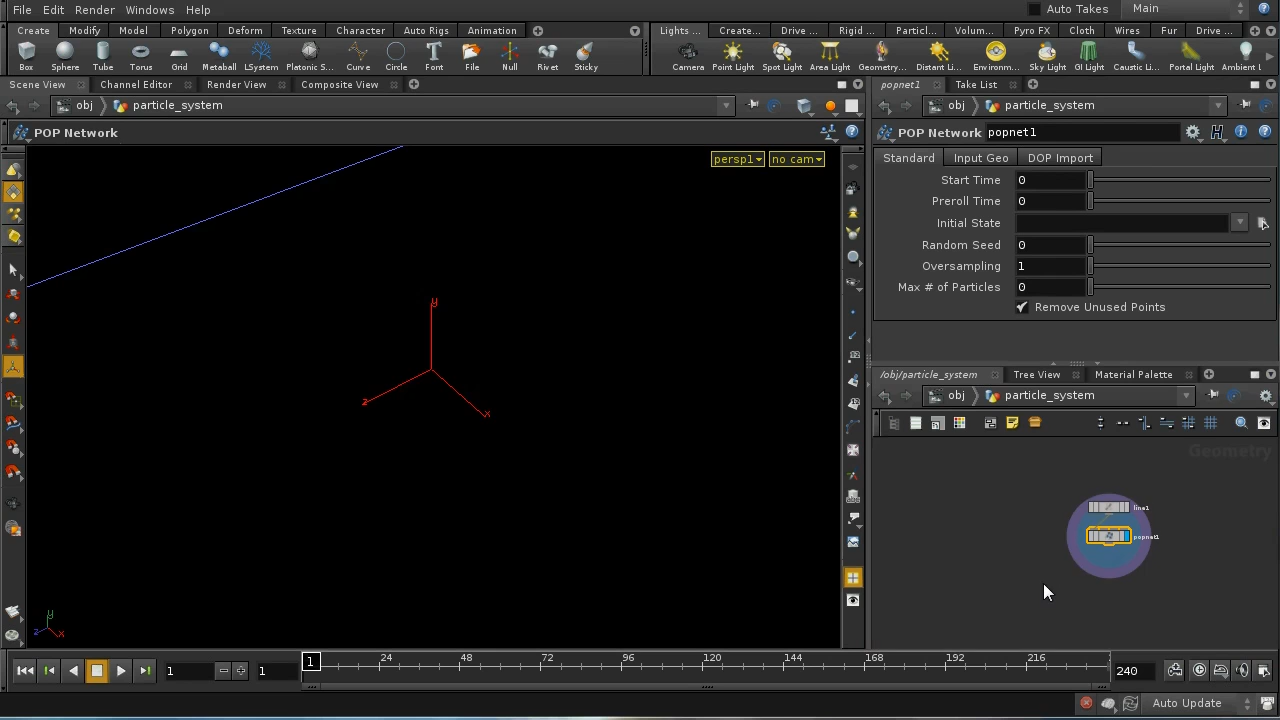 File Edit Render Windows Help
Auto Takes Main
Create Modify Model Polygon Deform Texture Character Auto Rigs Animation
Lights ... Create... Drive ... Rigid ... Particl... Volum... Pyro FX Cloth Wires Fur Drive ...
Box Sphere Tube Torus Grid Metaball LSystem Platonic S... Curve Circle Font File Null Rivet Sticky
Camera Point Light Spot Light Area Light Geometry... Distant Li... Environ... Sky Light GI Light Caustic Li... Portal Light Ambient L
Scene View Channel Editor Render View Composite View
popnet1 Take List
obj particle_system
obj particle_system
POP Network
POP Network popnet1
persp1 no cam
Standard Input Geo DOP Import
Start Time 0
Preroll Time 0
Initial State
Random Seed 0
Oversampling 1
Max # of Particles 0
Remove Unused Points
y
z
x
/obj/particle_system Tree View Material Palette
obj particle_system
Geometry
line1
popnet1
y
z x
1 1 1 24 48 72 96 120 144 168 192 216 240
Auto Update